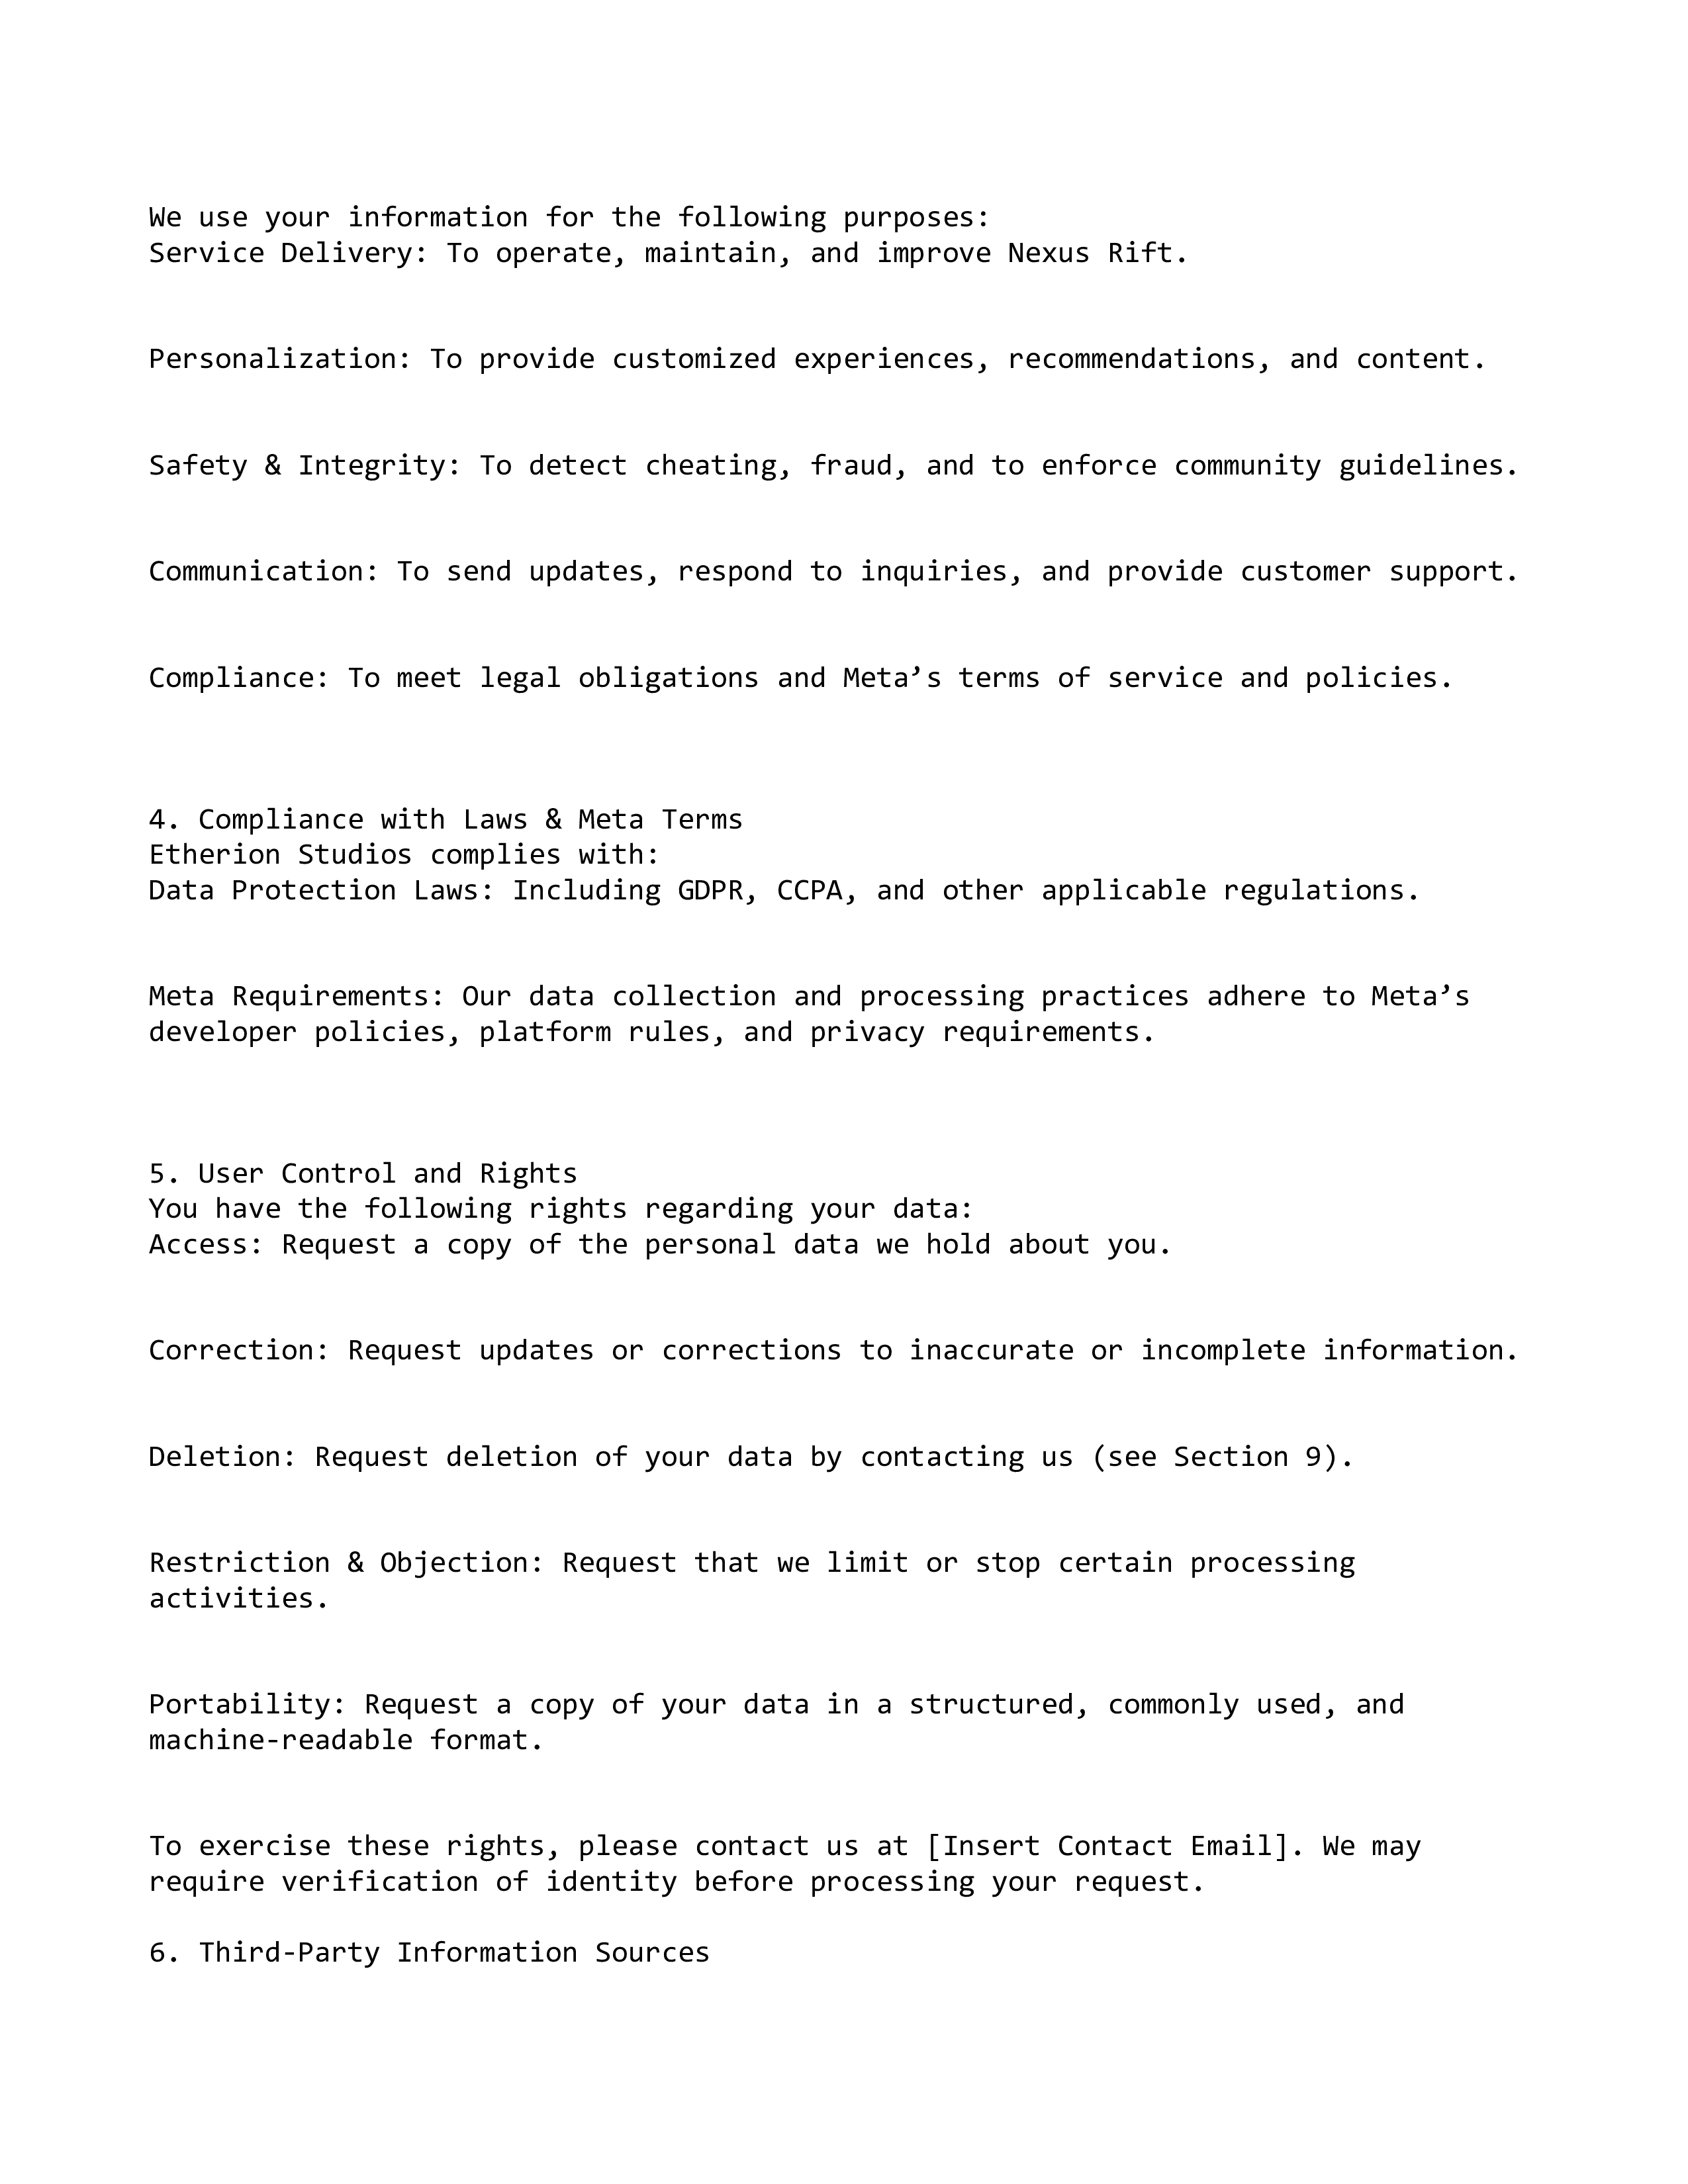 We use your information for the following purposes:
Service Delivery: To operate, maintain, and improve Nexus Rift.
Personalization: To provide customized experiences, recommendations, and content.
Safety & Integrity: To detect cheating, fraud, and to enforce community guidelines.
Communication: To send updates, respond to inquiries, and provide customer support.
Compliance: To meet legal obligations and Meta’s terms of service and policies.
4. Compliance with Laws & Meta Terms
Etherion Studios complies with:
Data Protection Laws: Including GDPR, CCPA, and other applicable regulations.
Meta Requirements: Our data collection and processing practices adhere to Meta’s
developer policies, platform rules, and privacy requirements.
5. User Control and Rights
You have the following rights regarding your data:
Access: Request a copy of the personal data we hold about you.
Correction: Request updates or corrections to inaccurate or incomplete information.
Deletion: Request deletion of your data by contacting us (see Section 9).
Restriction & Objection: Request that we limit or stop certain processing
activities.
Portability: Request a copy of your data in a structured, commonly used, and
machine-readable format.
To exercise these rights, please contact us at [Insert Contact Email]. We may
require verification of identity before processing your request.
6. Third-Party Information Sources